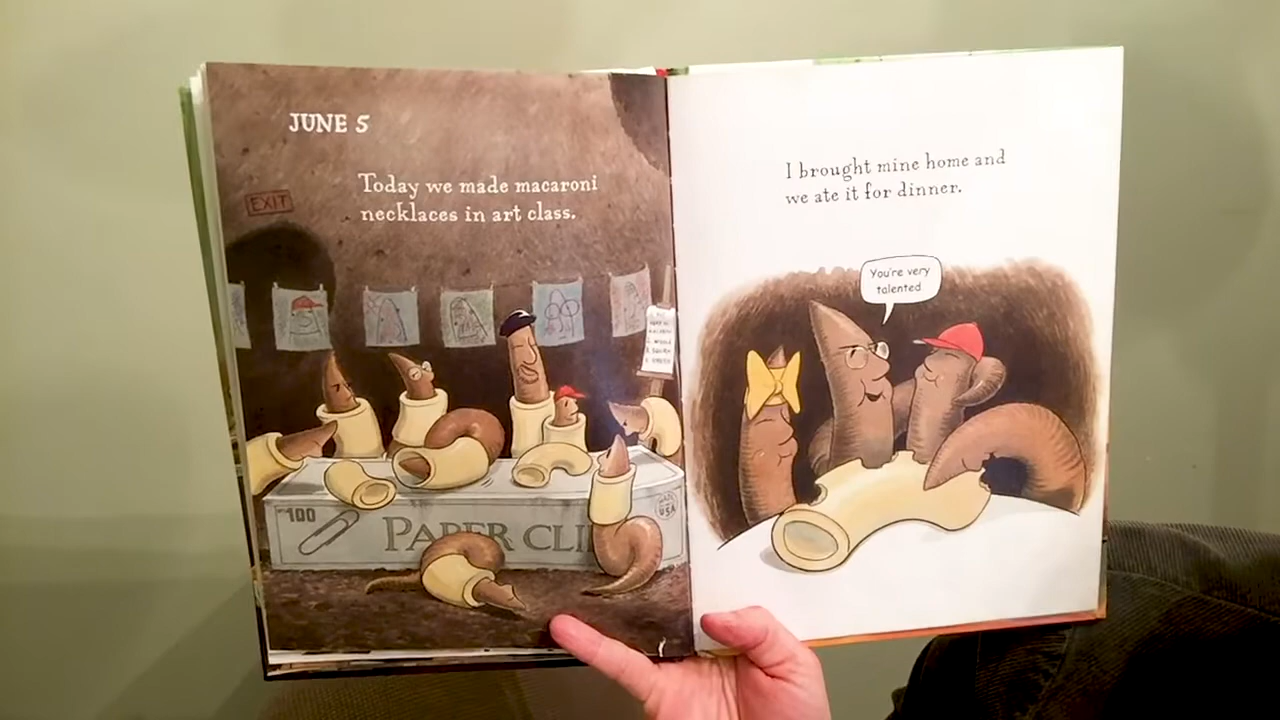 JUNE 5
Today we made macaroni
necklaces in art class.
EXIT
100
PAPER CLI
USA
I brought mine home and
we ate it for dinner.
You're very
talented